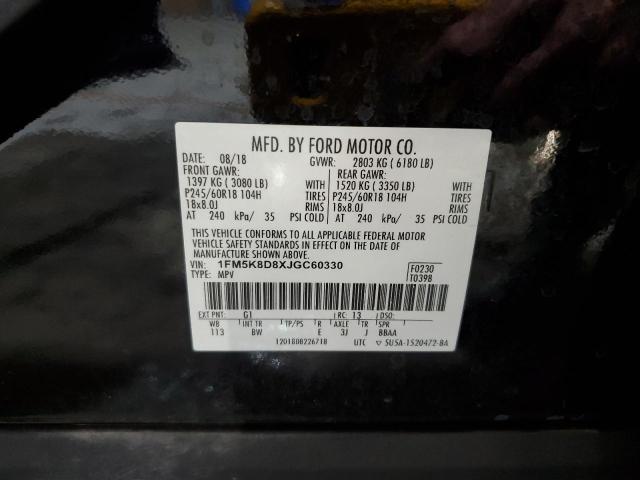 MFD. BY FORD MOTOR CO.
DATE: 08/18 GVWR: 2803 KG ( 6180 LB)
FRONT GAWR: REAR GAWR:
1397 KG ( 3080 LB) WITH 1520 KG ( 3350 LB) WITH
P245/60R18 104H TIRES P245/60R18 104H TIRES
18x8.0J RIMS 18x8.0J RIMS
AT 240 kPa/ 35 PSI COLD AT 240 kPa/ 35 PSI COLD
THIS VEHICLE CONFORMS TO ALL APPLICABLE FEDERAL MOTOR
VEHICLE SAFETY STANDARDS IN EFFECT ON THE DATE OF
MANUFACTURE SHOWN ABOVE.
VIN: 1FM5K8D8XJGC60330 F0230
TYPE: MPV T0398
EXT PNT: G1 RC: 13 DSO:
WB INT TR TP/PS R AXLE TR SPR
113 BW E 3J J BBAA
1201808226718 UTC 5U5A-1520472-BA